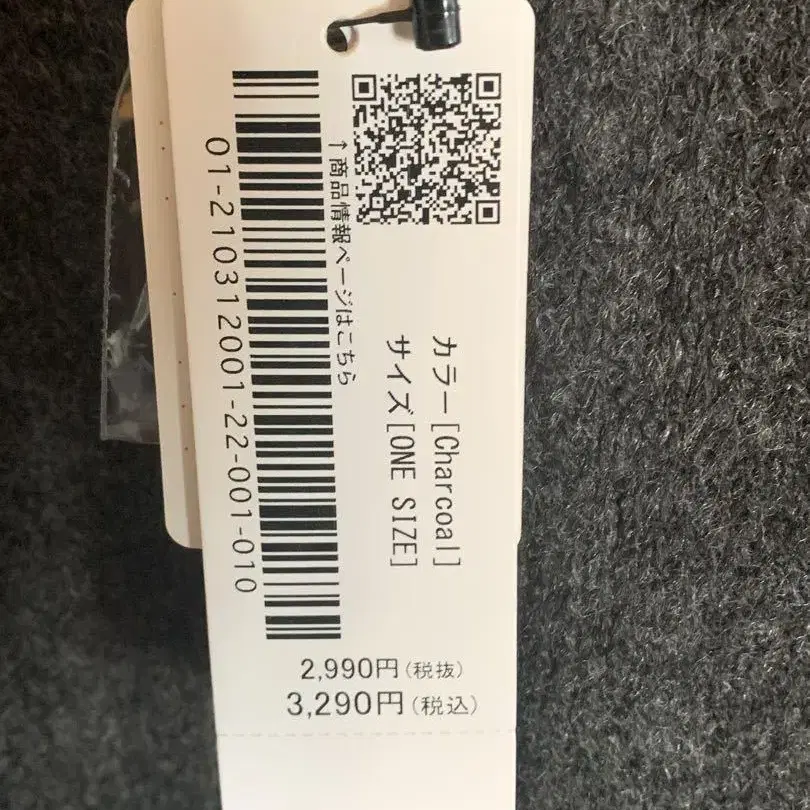 ↑商品情報ページはこちら
カラー[Charcoal]
サイズ[ONE SIZE]
01-210312001-22-001-010
2,990円(税抜)
3,290円(税込)